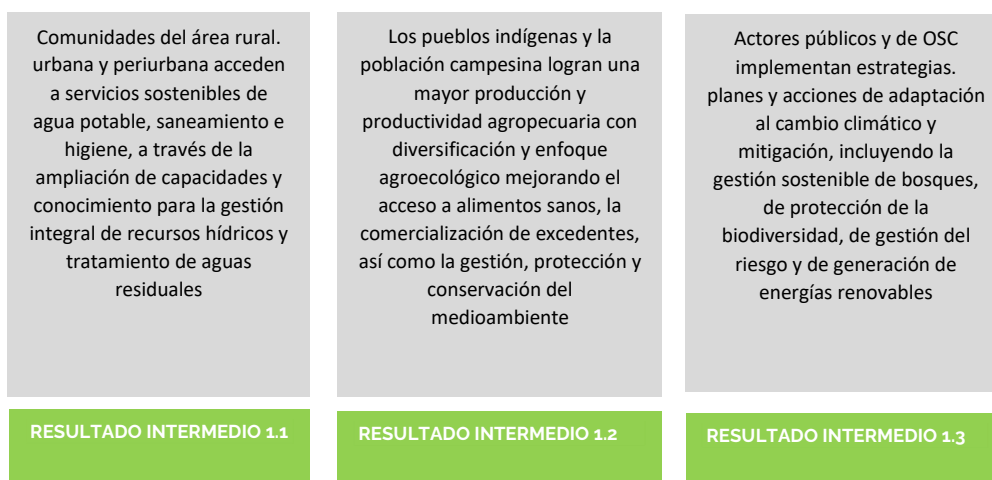 Comunidades del área rural.
urbana y periurbana acceden
a servicios sostenibles de
agua potable, saneamiento e
higiene, a través de la
ampliación de capacidades y
conocimiento para la gestión
integral de recursos hídricos y
tratamiento de aguas
residuales
RESULTADO INTERMEDIO 1.1
Los pueblos indígenas y la
población campesina logran una
mayor producción y
productividad agropecuaria con
diversificación y enfoque
agroecológico mejorando el
acceso a alimentos sanos, la
comercialización de excedentes,
así como la gestión, protección y
conservación del
medioambiente
RESULTADO INTERMEDIO 1.2
Actores públicos y de OSC
implementan estrategias.
planes y acciones de adaptación
al cambio climático y
mitigación, incluyendo la
gestión sostenible de bosques,
de protección de la
biodiversidad, de gestión del
riesgo y de generación de
energías renovables
RESULTADO INTERMEDIO 1.3